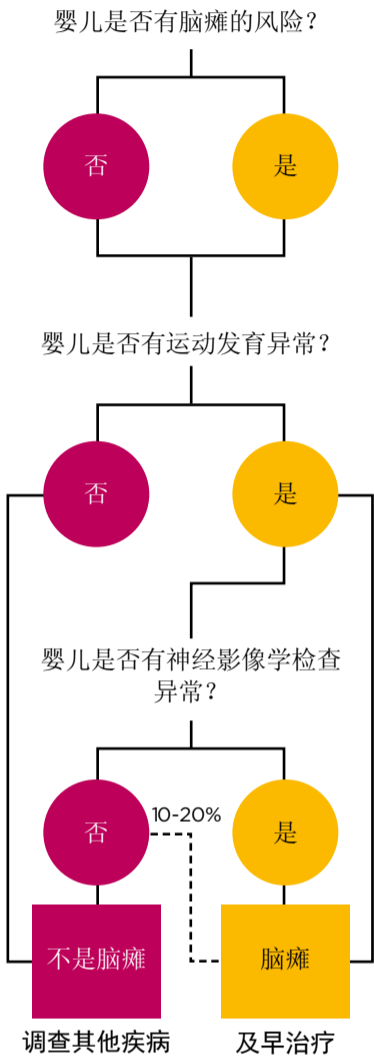 婴儿是否有脑瘫的风险?
否
是
婴儿是否有运动发育异常?
否
是
婴儿是否有神经影像学检查
异常?
否
10-20%
是
不是脑瘫
脑瘫
调查其他疾病
及早治疗